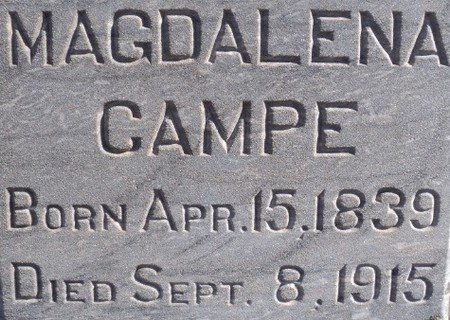 MAGDALENA
CAMPE
BORN APR. 15. 1839
DIED SEPT. 8. 1915